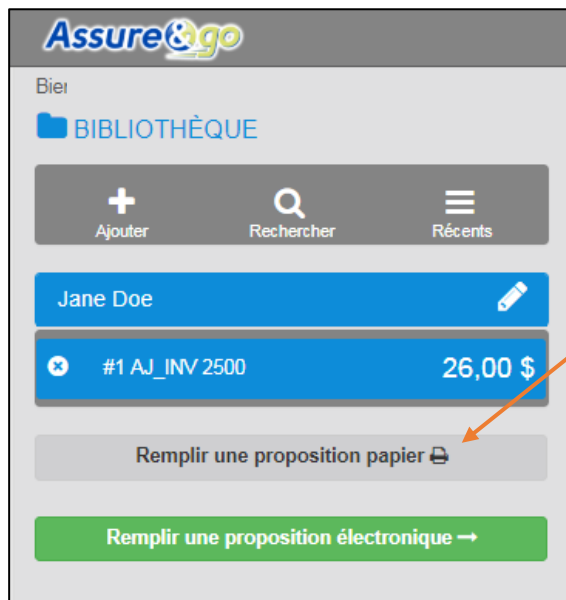 Assure&go
Bier
BIBLIOTHÈQUE
Ajouter Rechercher Récents
Jane Doe
#1 AJ_INV 2500 26,00 $
Remplir une proposition papier
Remplir une proposition électronique →